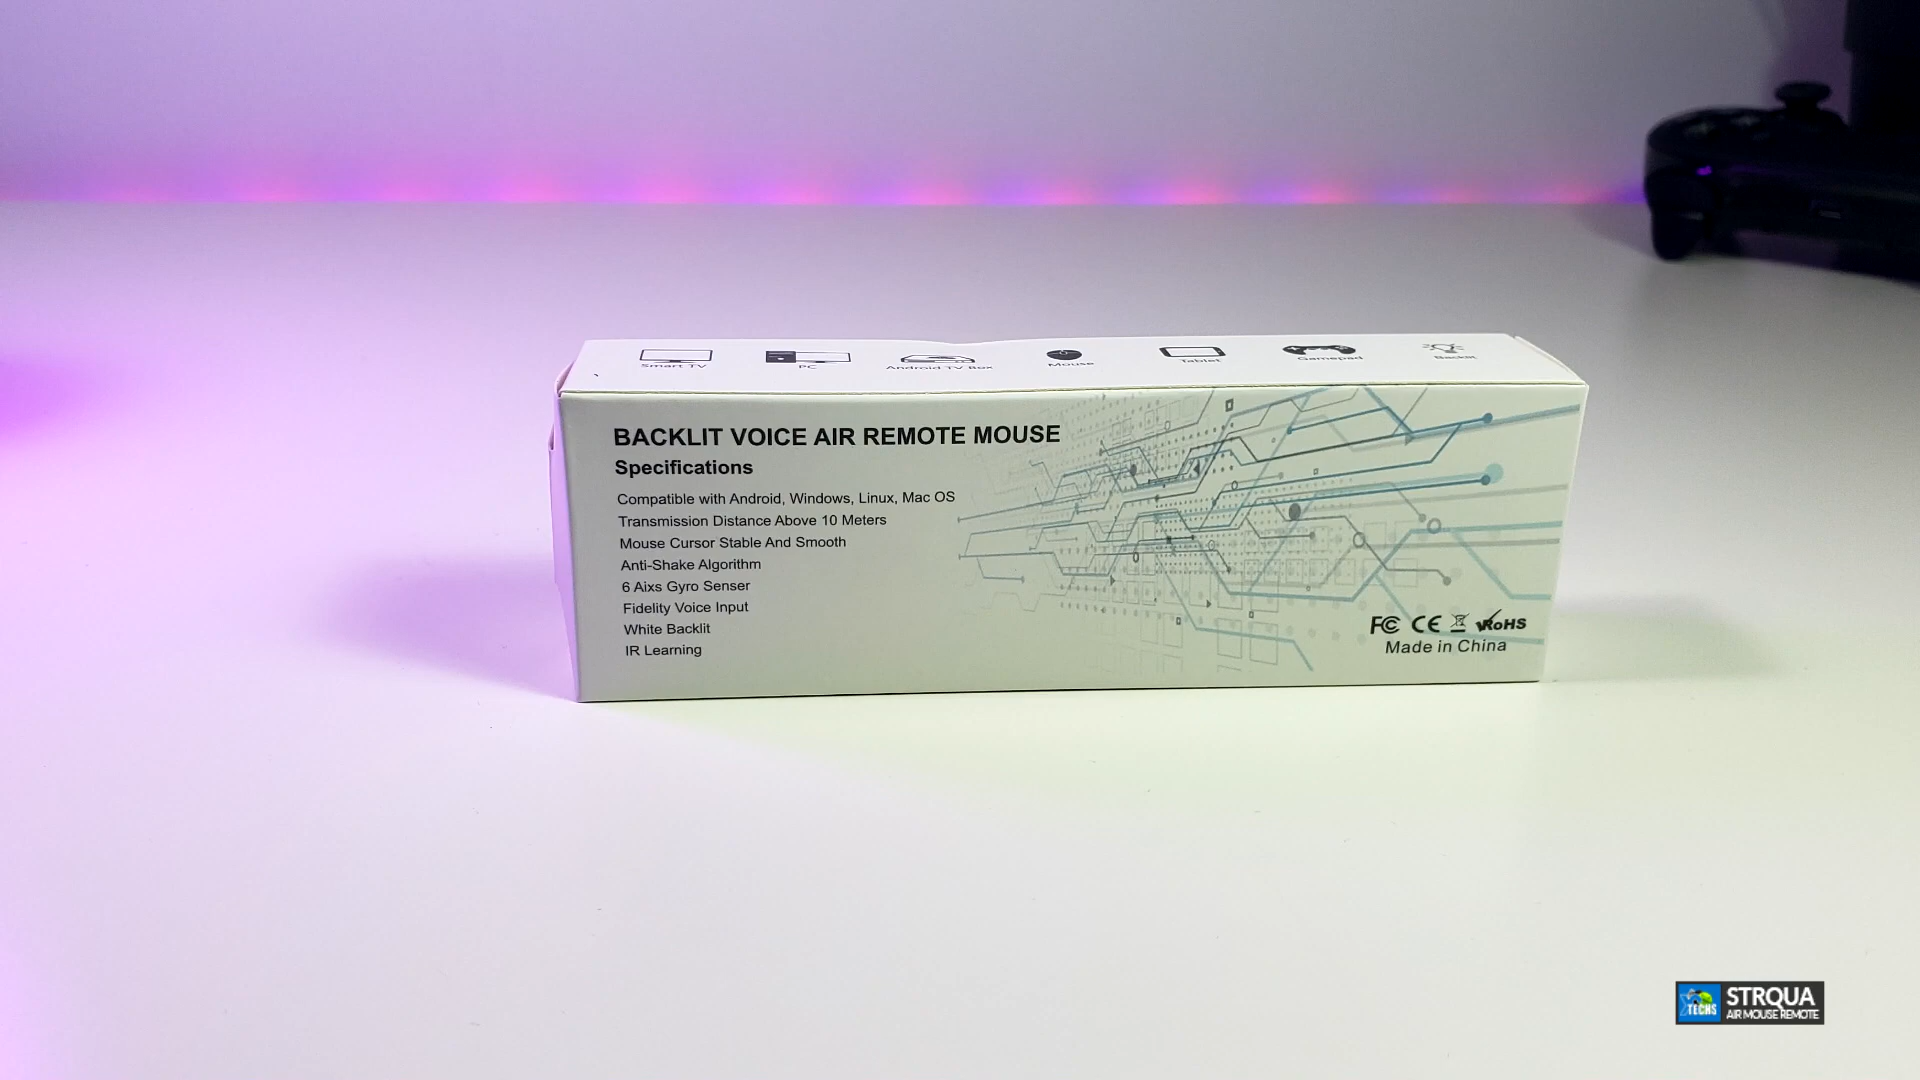 Smart TV
PC
Android TV Box
Mouse
Tablet
Gamepad
Backlit
BACKLIT VOICE AIR REMOTE MOUSE
Specifications
Compatible with Android, Windows, Linux, Mac OS
Transmission Distance Above 10 Meters
Mouse Cursor Stable And Smooth
Anti-Shake Algorithm
6 Aixs Gyro Senser
Fidelity Voice Input
White Backlit
IR Learning
FC CE RoHS
Made in China
TECHS
STRQUA
AIR MOUSE REMOTE